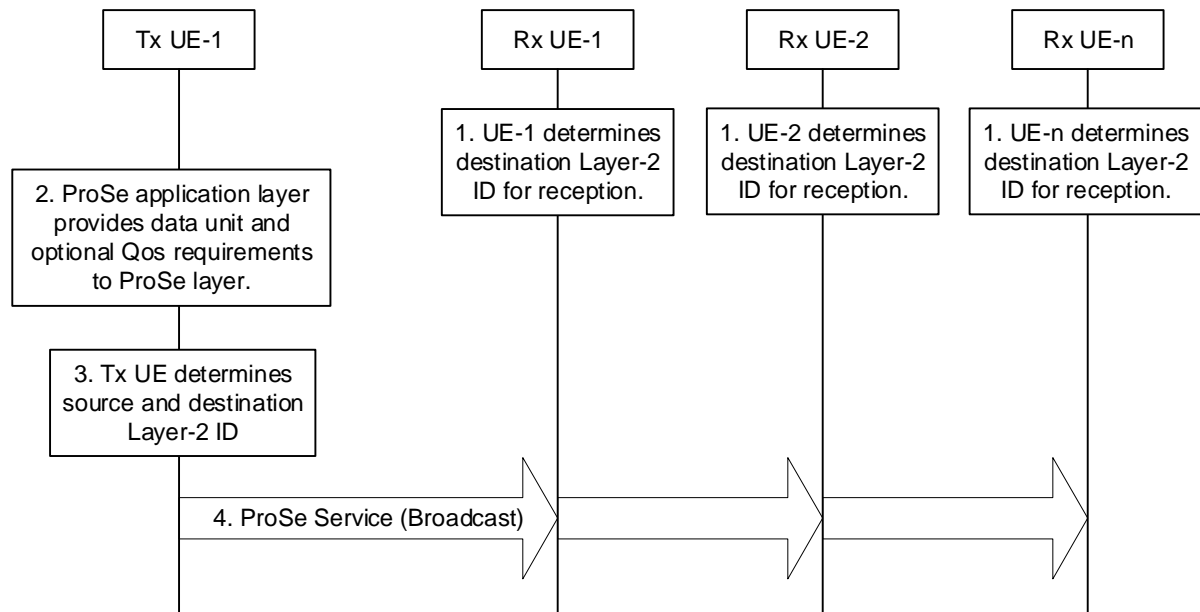 Tx UE-1
Rx UE-1
Rx UE-2
Rx UE-n
1. UE-1 determines
destination Layer-2
ID for reception.
1. UE-2 determines
destination Layer-2
ID for reception.
1. UE-n determines
destination Layer-2
ID for reception.
2. ProSe application layer
provides data unit and
optional Qos requirements
to ProSe layer.
3. Tx UE determines
source and destination
Layer-2 ID
4. ProSe Service (Broadcast)